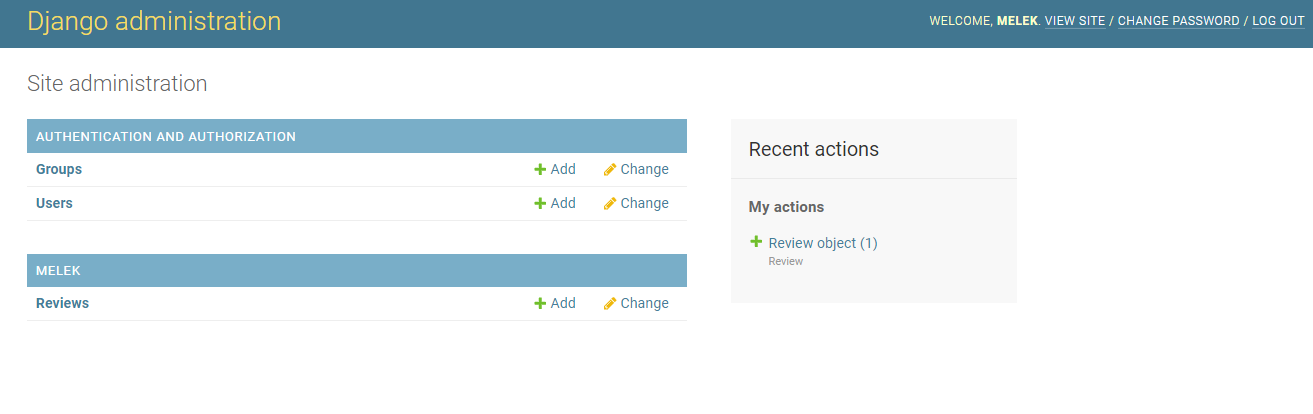 Django administration
WELCOME, MELEK. VIEW SITE / CHANGE PASSWORD / LOG OUT
Site administration
AUTHENTICATION AND AUTHORIZATION
Groups Add Change
Users Add Change
MELEK
Reviews Add Change
Recent actions
My actions
Review object (1)
Review